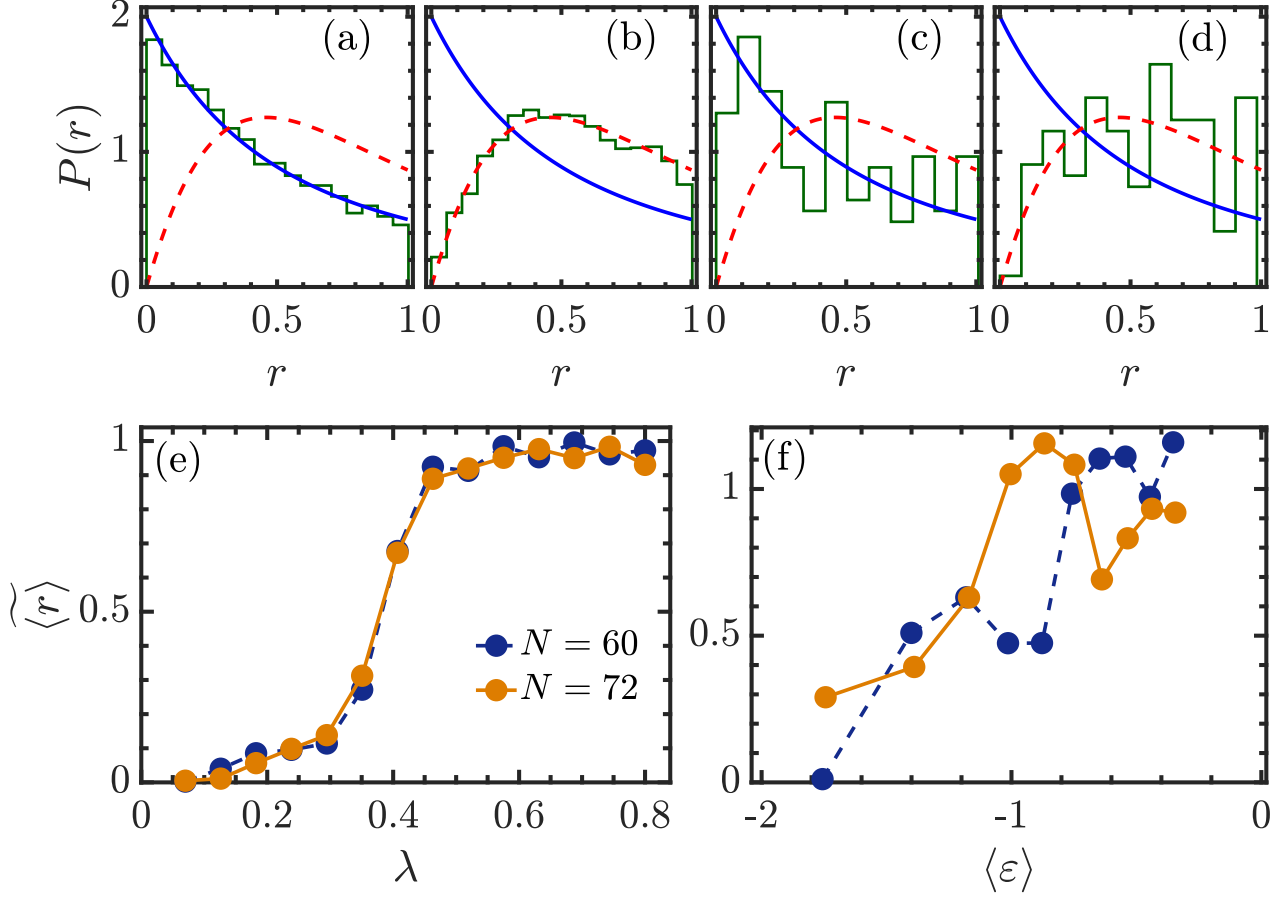 2
1
0
P(r)
(a)
(b)
(c)
(d)
0 0.5 1 0 0.5 1 0 0.5 1 0 0.5 1
r r r r
(e)
1
0.5
0
⟨r⟩~
N = 60
N = 72
0 0.2 0.4 0.6 0.8
λ
(f)
1
0.5
0
-2 -1 0
⟨ε⟩